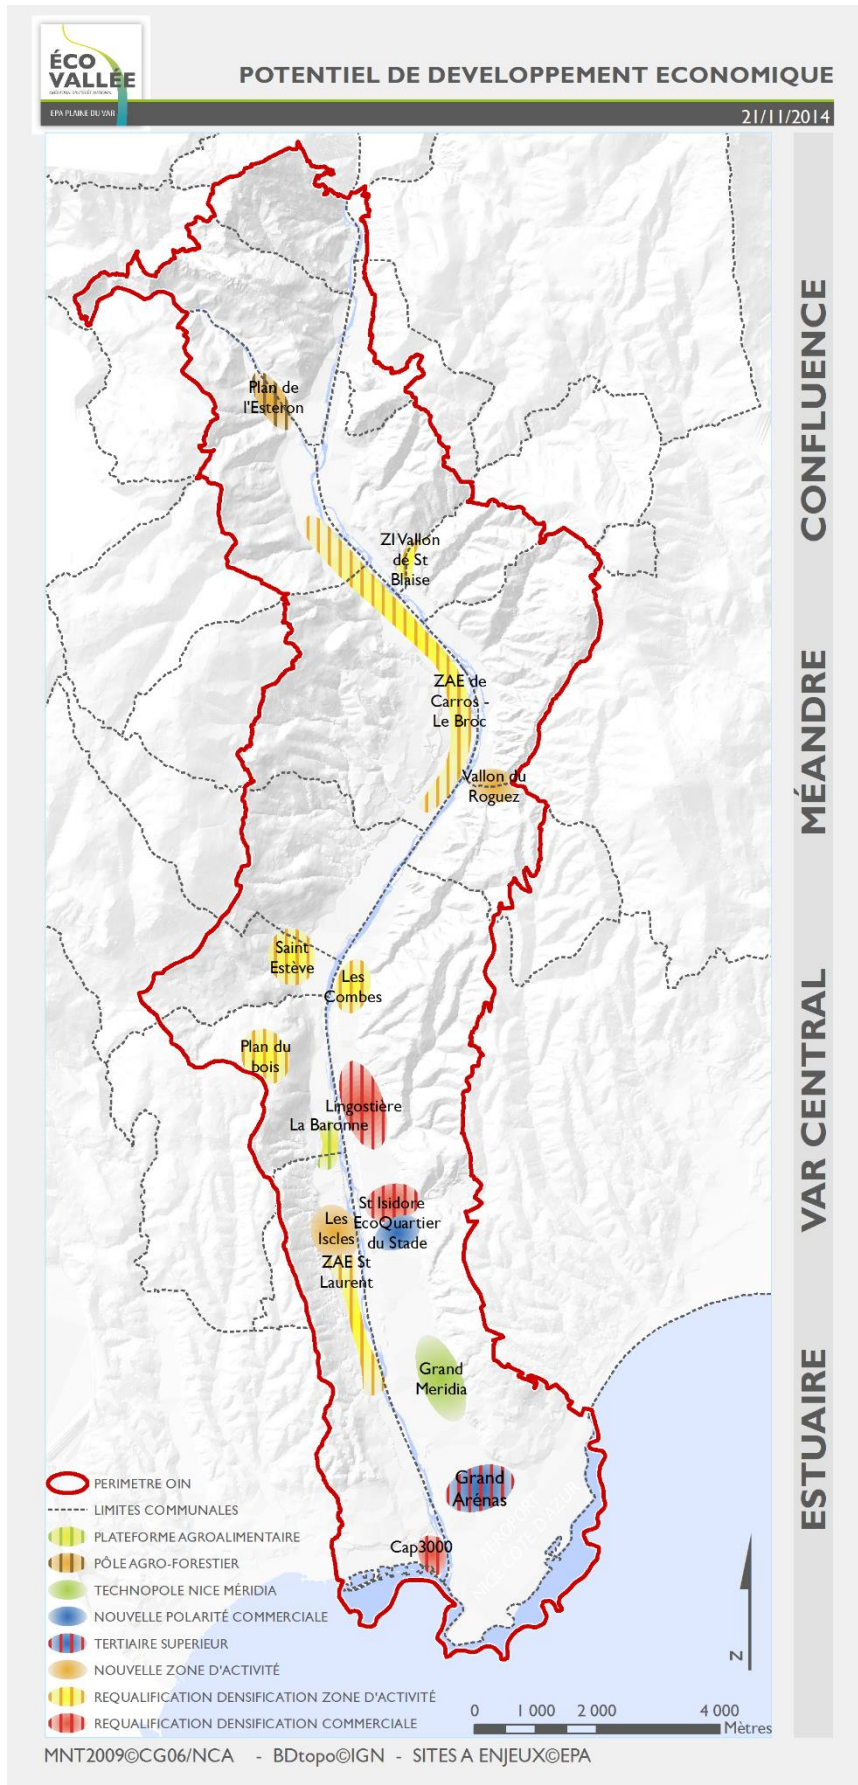 ÉCO
VALLÉE
EPA PLAINE DU VAR
POTENTIEL DE DEVELOPPEMENT ECONOMIQUE
21/11/2014
CONFLUENCE
MÉANDRE
VAR CENTRAL
ESTUAIRE
Plan de
l'Esteron
ZI Vallon
de St
Blaise
ZAE de
Carros -
Le Broc
Vallon du
Roguez
Saint
Estève
Les
Combes
Plan du
bois
Lingostière
La Baronne
St Isidore
EcoQuartier
du Stade
Les
Iscles
ZAE St
Laurent
Grand
Meridia
Grand
Arénas
Cap3000
PERIMETRE OIN
LIMITES COMMUNALES
PLATEFORME AGROALIMENTAIRE
PÔLE AGRO-FORESTIER
TECHNOPOLE NICE MÉRIDIA
NOUVELLE POLARITÉ COMMERCIALE
TERTIAIRE SUPERIEUR
NOUVELLE ZONE D'ACTIVITÉ
REQUALIFICATION DENSIFICATION ZONE D'ACTIVITÉ
REQUALIFICATION DENSIFICATION COMMERCIALE
N
0 1 000 2 000 4 000
Mètres
MNT2009©CG06/NCA - BDtopo©IGN - SITES A ENJEUX©EPA